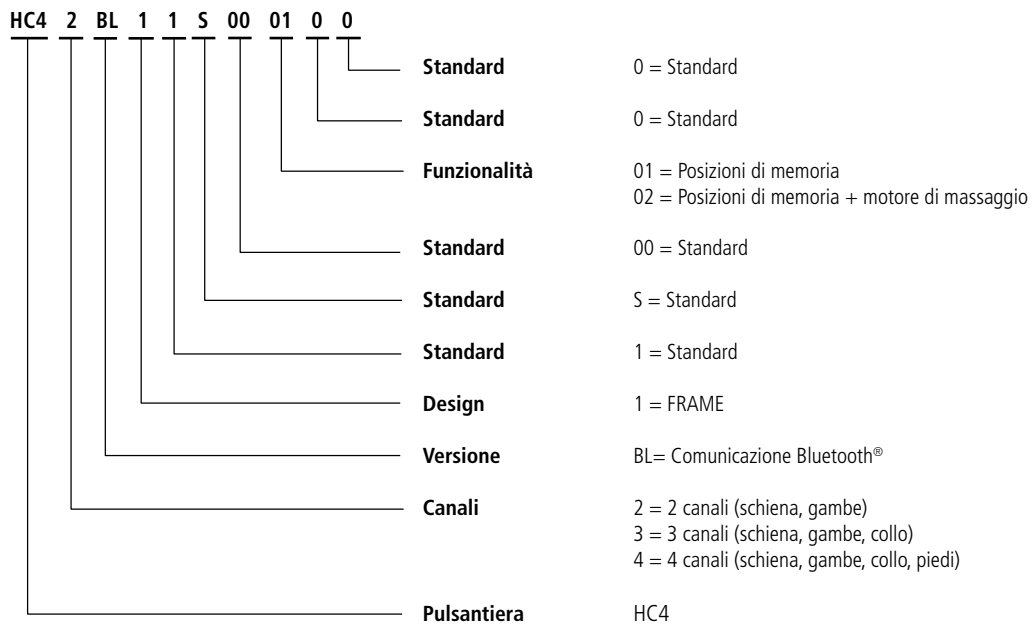 HC4 2 BL 1 1 S 00 01 0 0
Standard 0 = Standard
Standard 0 = Standard
Funzionalità 01 = Posizioni di memoria
02 = Posizioni di memoria + motore di massaggio
Standard 00 = Standard
Standard S = Standard
Standard 1 = Standard
Design 1 = FRAME
Versione BL= Comunicazione Bluetooth®
Canali 2 = 2 canali (schiena, gambe)
3 = 3 canali (schiena, gambe, collo)
4 = 4 canali (schiena, gambe, collo, piedi)
Pulsantiera HC4